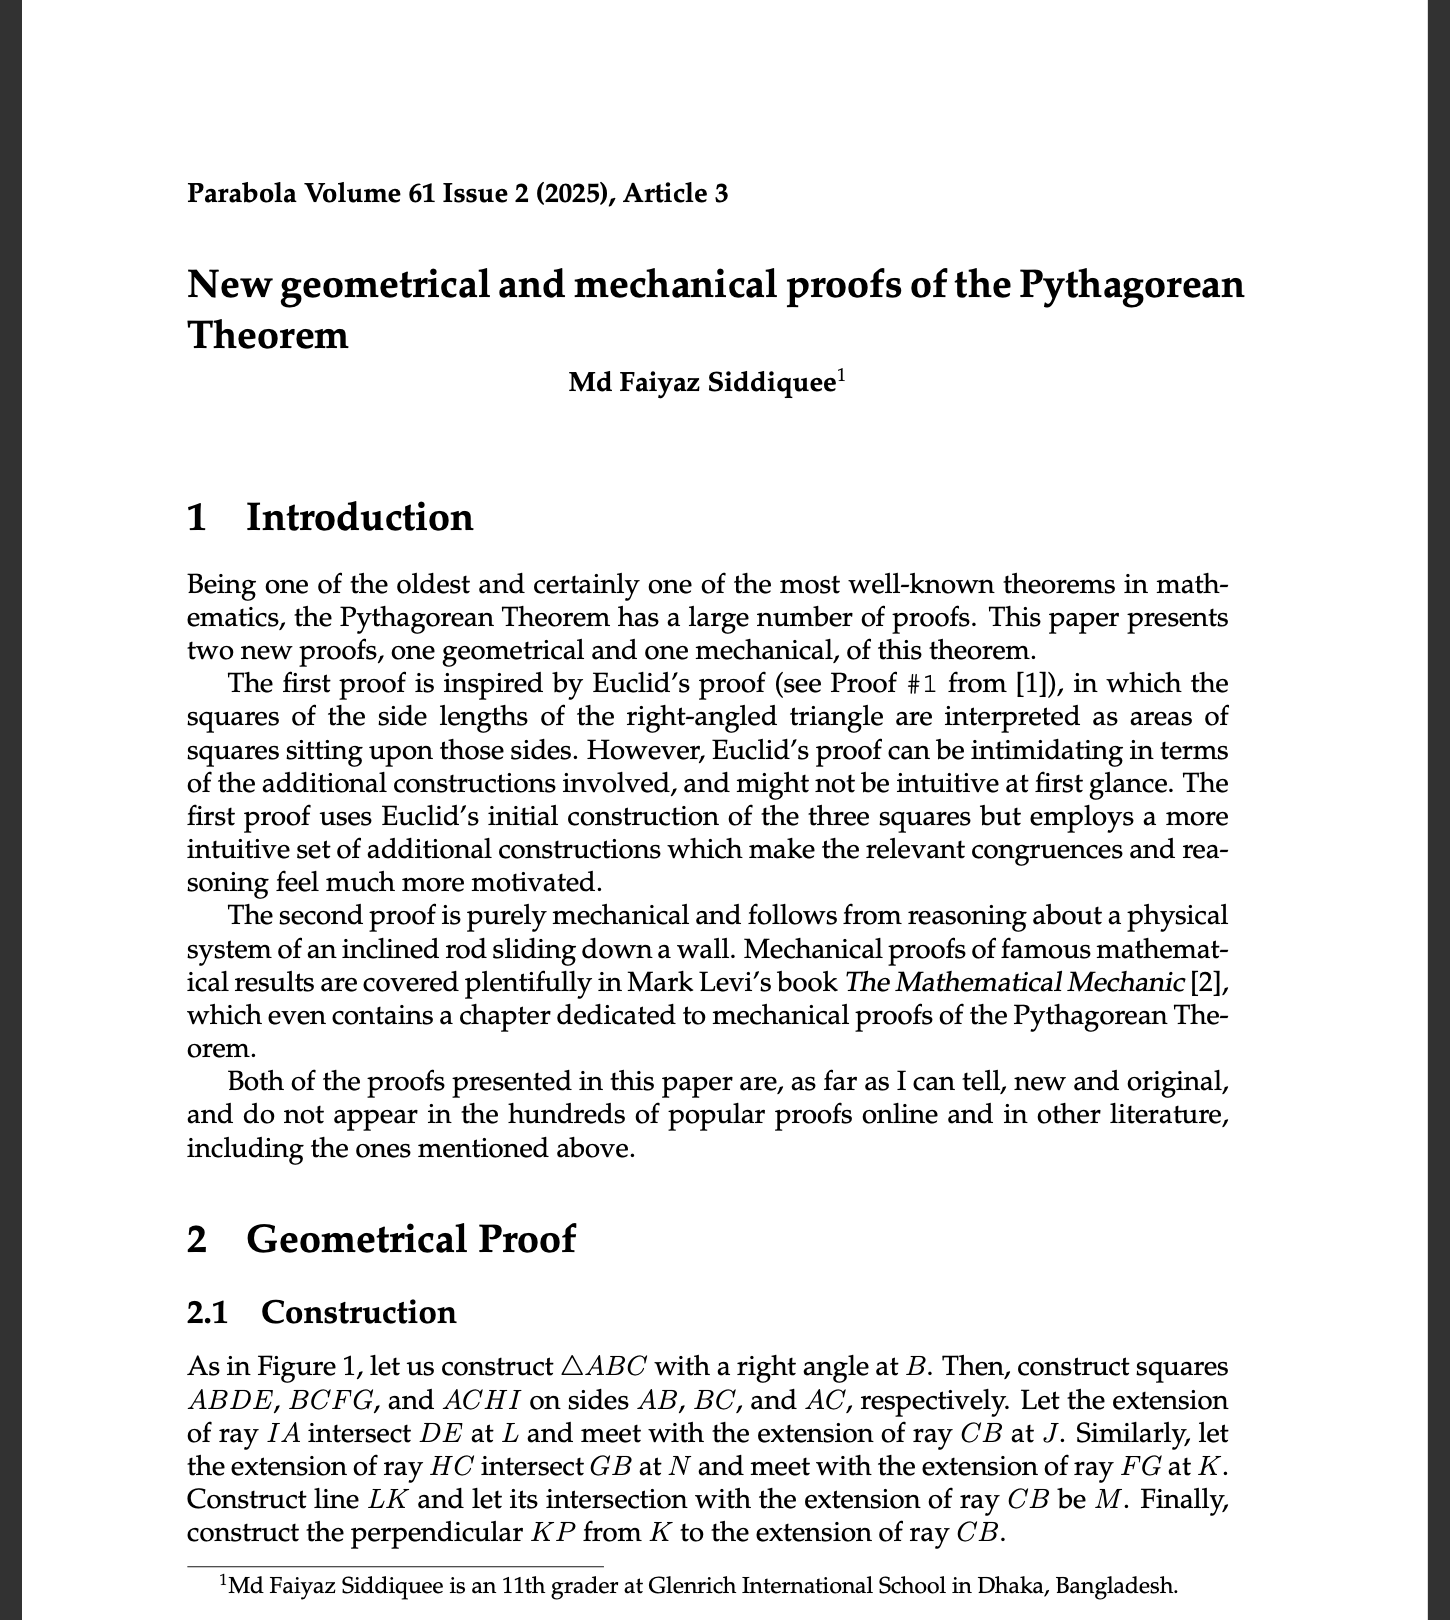 Parabola Volume 61 Issue 2 (2025), Article 3
New geometrical and mechanical proofs of the Pythagorean
Theorem
Md Faiyaz Siddiquee¹
1 Introduction
Being one of the oldest and certainly one of the most well-known theorems in math-
ematics, the Pythagorean Theorem has a large number of proofs. This paper presents
two new proofs, one geometrical and one mechanical, of this theorem.
The first proof is inspired by Euclid's proof (see Proof #1 from [1]), in which the
squares of the side lengths of the right-angled triangle are interpreted as areas of
squares sitting upon those sides. However, Euclid's proof can be intimidating in terms
of the additional constructions involved, and might not be intuitive at first glance. The
first proof uses Euclid's initial construction of the three squares but employs a more
intuitive set of additional constructions which make the relevant congruences and rea-
soning feel much more motivated.
The second proof is purely mechanical and follows from reasoning about a physical
system of an inclined rod sliding down a wall. Mechanical proofs of famous mathemat-
ical results are covered plentifully in Mark Levi's book The Mathematical Mechanic [2],
which even contains a chapter dedicated to mechanical proofs of the Pythagorean The-
orem.
Both of the proofs presented in this paper are, as far as I can tell, new and original,
and do not appear in the hundreds of popular proofs online and in other literature,
including the ones mentioned above.
2 Geometrical Proof
2.1 Construction
As in Figure 1, let us construct △ABC with a right angle at B. Then, construct squares
ABDE, BCFG, and ACHI on sides AB, BC, and AC, respectively. Let the extension
of ray IA intersect DE at L and meet with the extension of ray CB at J. Similarly, let
the extension of ray HC intersect GB at N and meet with the extension of ray FG at K.
Construct line LK and let its intersection with the extension of ray CB be M. Finally,
construct the perpendicular KP from K to the extension of ray CB.
¹Md Faiyaz Siddiquee is an 11th grader at Glenrich International School in Dhaka, Bangladesh.